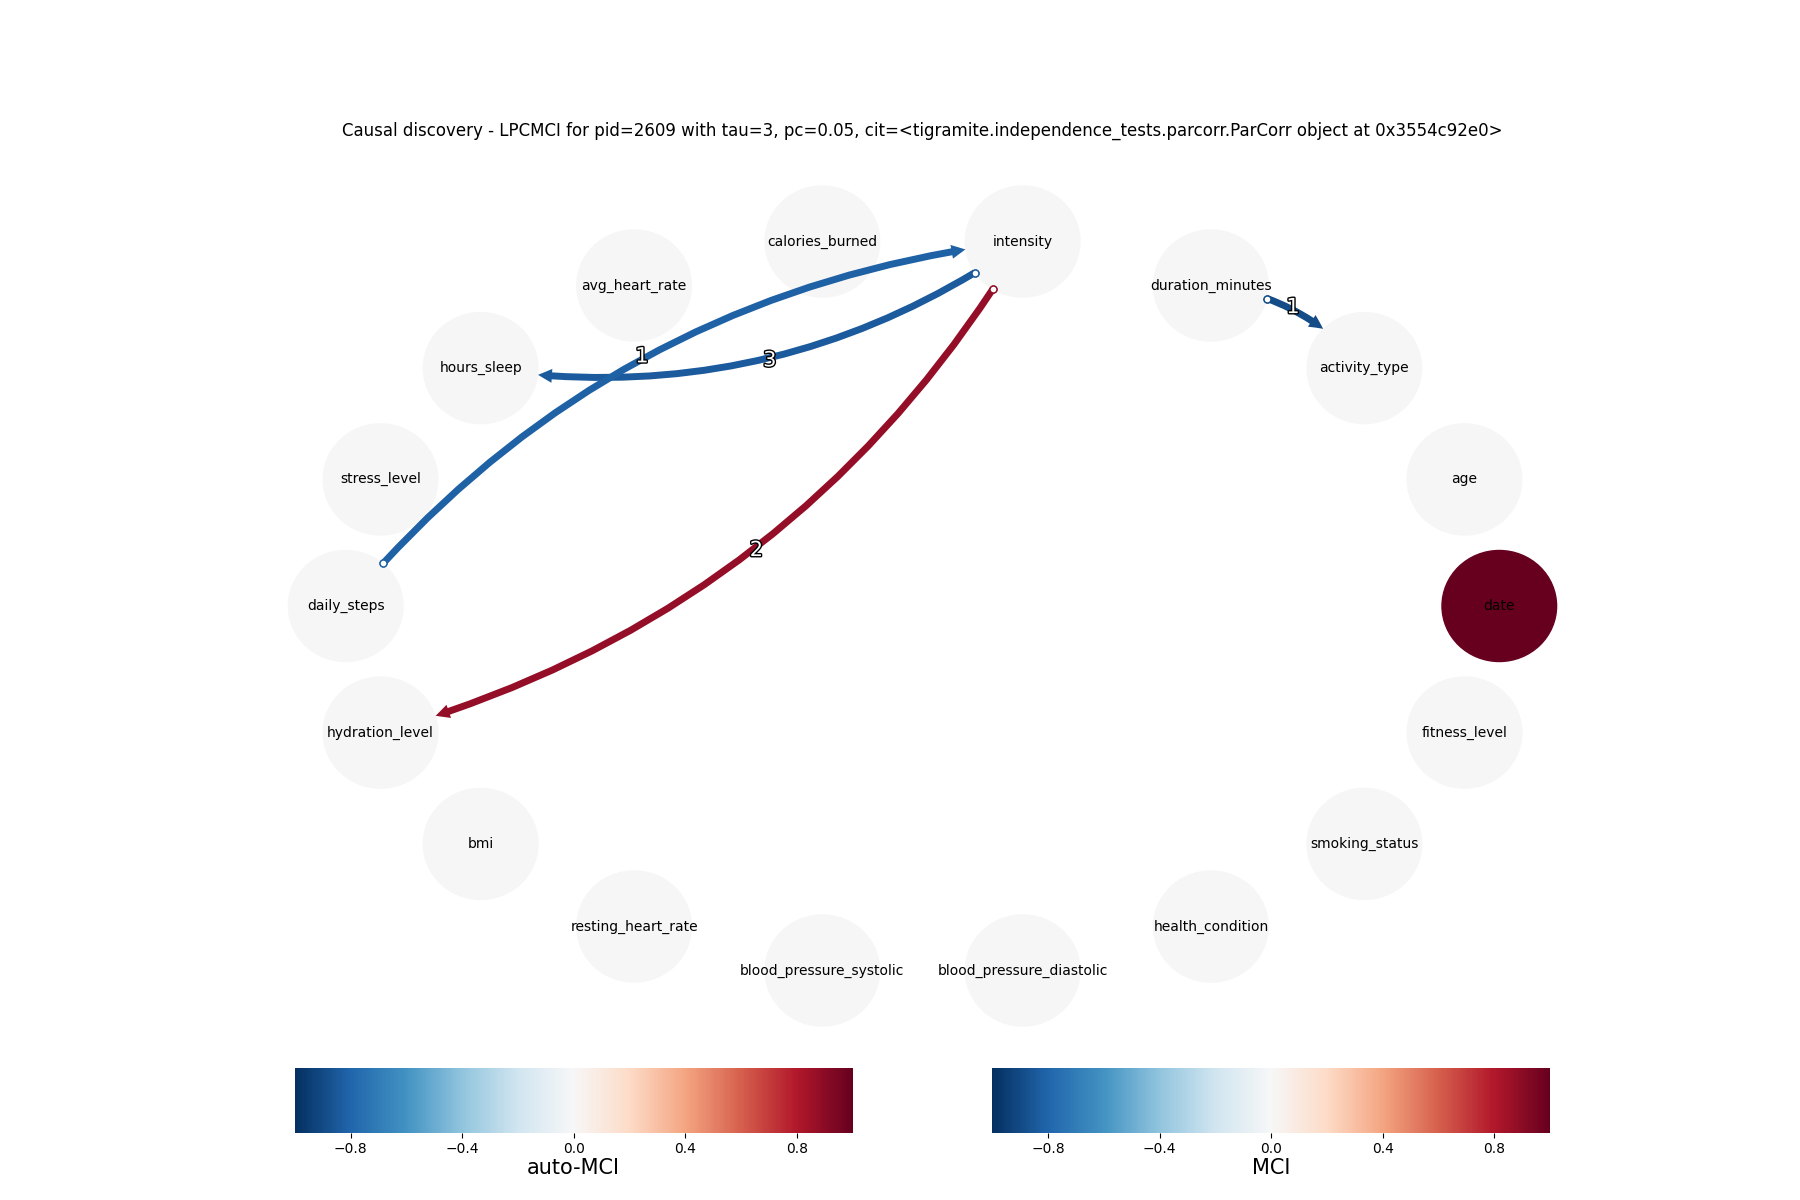 Causal discovery - LPCMCI for pid=2609 with tau=3, pc=0.05, cit=<tigramite.independence_tests.parcorr.ParCorr object at 0x3554c92e0>
calories_burned
intensity
avg_heart_rate
duration_minutes
1
1
3
hours_sleep
activity_type
stress_level
age
2
daily_steps
date
hydration_level
fitness_level
bmi
smoking_status
resting_heart_rate
health_condition
blood_pressure_systolic
blood_pressure_diastolic
−0.8 −0.4 0.0 0.4 0.8
auto-MCI
−0.8 −0.4 0.0 0.4 0.8
MCI